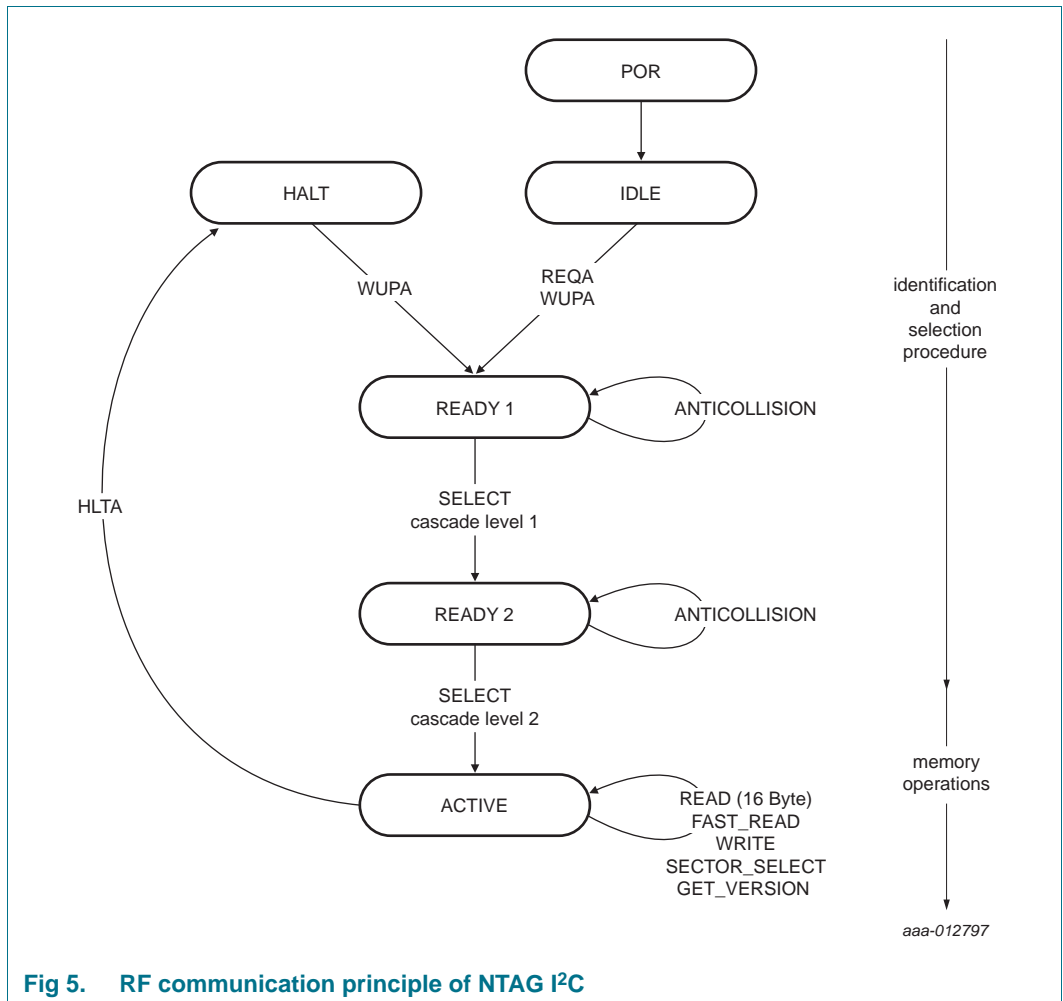 POR
HALT
IDLE
WUPA
REQA
WUPA
identification
and
selection
procedure
READY 1
ANTICOLLISION
SELECT
cascade level 1
HLTA
READY 2
ANTICOLLISION
SELECT
cascade level 2
memory
operations
ACTIVE
READ (16 Byte)
FAST_READ
WRITE
SECTOR_SELECT
GET_VERSION
aaa-012797
Fig 5. RF communication principle of NTAG I²C